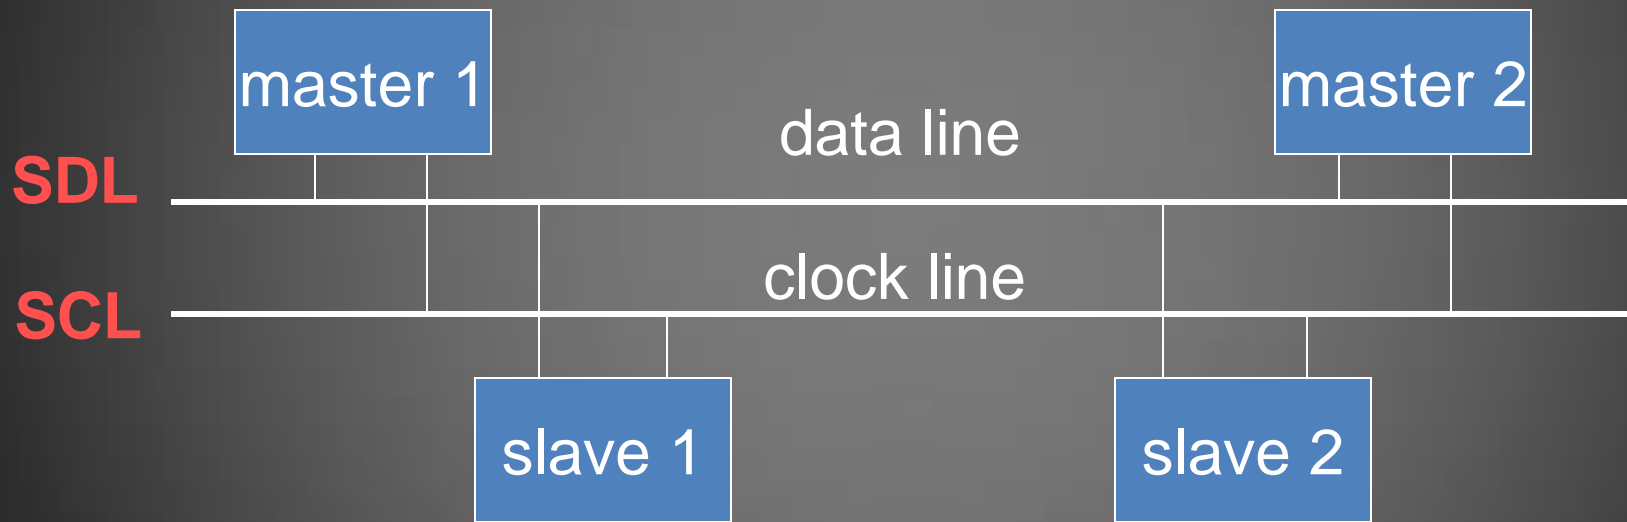 master 1
master 2
data line
SDL
clock line
SCL
slave 1
slave 2